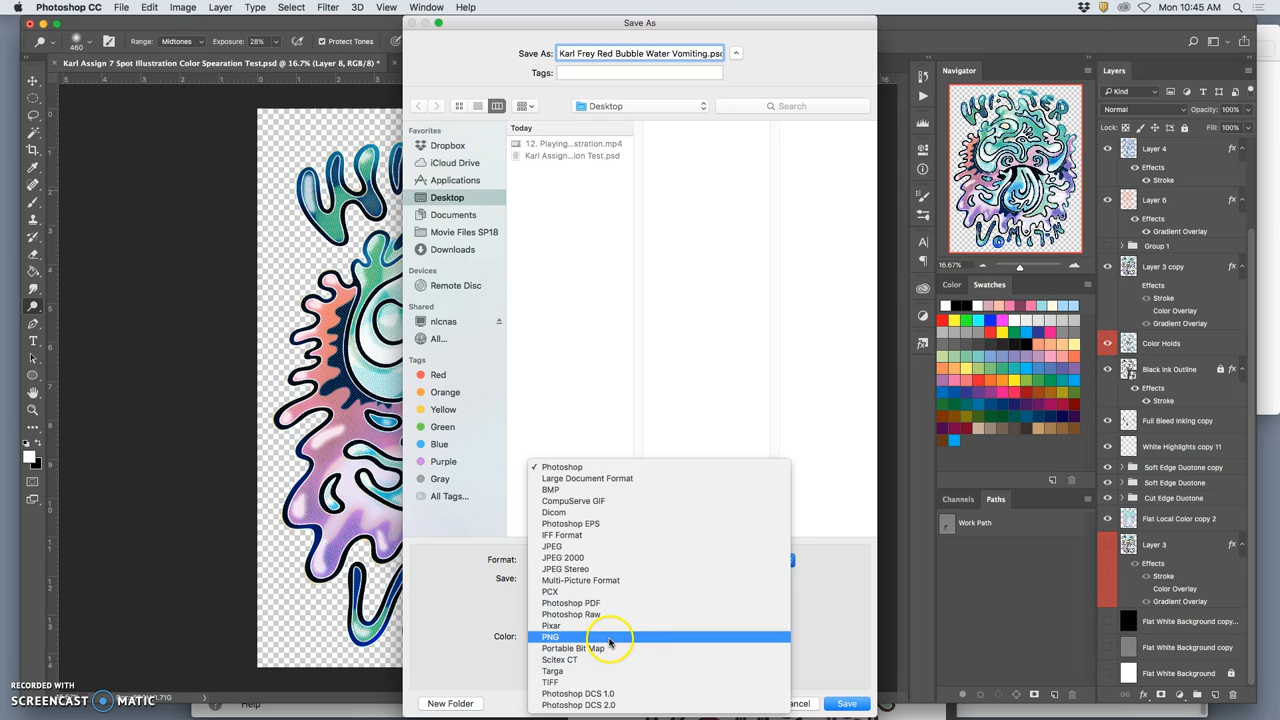 Photoshop CC File Edit Image Layer Type Select Filter 3D View Window Help
Mon 10:45 AM
Save As
460 Range: Midtones Exposure: 28% Protect Tones
Karl Assign 7 Spot Illustration Color Spearation Test.psd @ 16.7% (Layer 8, RGB/8) *
Save As: Karl Frey Red Bubble Water Vomiting.psd
Tags:
Desktop
Search
Favorites
Dropbox
iCloud Drive
Applications
Desktop
Documents
Movie Files SP18
Downloads
Devices
Remote Disc
Shared
nlcnas
All...
Tags
Red
Orange
Yellow
Green
Blue
Purple
Gray
All Tags...
Today
12. Playing...stration.mp4
Karl Assign...ion Test.psd
Format:
Save:
Color:
✓ Photoshop
Large Document Format
BMP
CompuServe GIF
Dicom
Photoshop EPS
IFF Format
JPEG
JPEG 2000
JPEG Stereo
Multi-Picture Format
PCX
Photoshop PDF
Photoshop Raw
Pixar
PNG
Portable Bit Map
Scitex CT
Targa
TIFF
Photoshop DCS 1.0
Photoshop DCS 2.0
New Folder
ancel
Save
Navigator
16.67%
Color Swatches
Channels Paths
Work Path
Layers
Kind
Normal Opacity: 100%
Lock: Fill: 100%
Layer 4
Effects
Stroke
Layer 6
Effects
Gradient Overlay
Group 1
Layer 3 copy
Effects
Stroke
Color Overlay
Gradient Overlay
Color Holds
Black Ink Outline
Effects
Stroke
Full Bleed Inking copy
White Highlights copy 11
Soft Edge Duotone copy
Soft Edge Duotone
Cut Edge Duotone
Flat Local Color copy 2
Layer 3
Effects
Stroke
Color Overlay
Gradient Overlay
Flat White Background copy...
Flat White Background copy
Flat White Background
RECORDED WITH
SCREENCAST MATIC
1.71G
Help